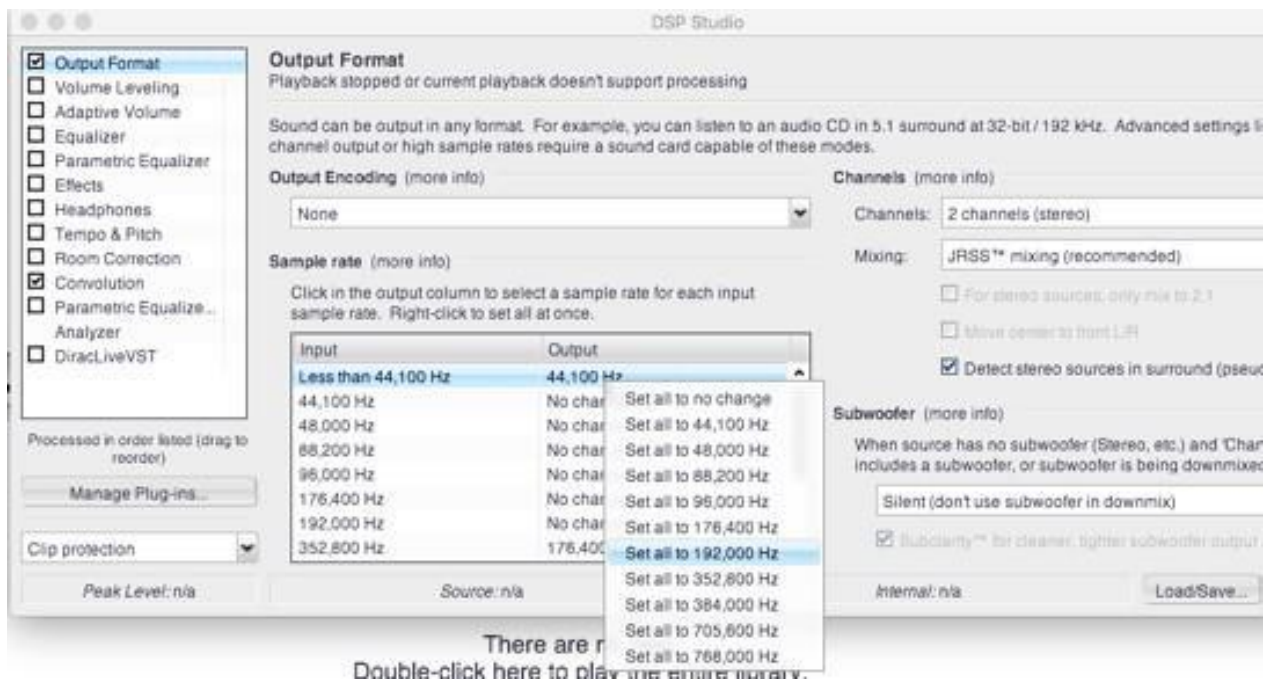 DSP Studio
Output Format
Volume Leveling
Adaptive Volume
Equalizer
Parametric Equalizer
Effects
Headphones
Tempo & Pitch
Room Correction
Convolution
Parametric Equalize...
Analyzer
DiracLiveVST
Processed in order listed (drag to
reorder)
Manage Plug-ins...
Clip protection
Output Format
Playback stopped or current playback doesn't support processing
Sound can be output in any format. For example, you can listen to an audio CD in 5.1 surround at 32-bit / 192 kHz. Advanced settings li
channel output or high sample rates require a sound card capable of these modes.
Output Encoding (more info)
None
Sample rate (more info)
Click in the output column to select a sample rate for each input
sample rate. Right-click to set all at once.
Input Output
Less than 44,100 Hz 44,100 Hz
44,100 Hz No chan
48,000 Hz No chan
88,200 Hz No chan
96,000 Hz No chan
176,400 Hz No chan
192,000 Hz No chan
352,800 Hz 176,400
Set all to no change
Set all to 44,100 Hz
Set all to 48,000 Hz
Set all to 88,200 Hz
Set all to 96,000 Hz
Set all to 176,400 Hz
Set all to 192,000 Hz
Set all to 352,800 Hz
Set all to 384,000 Hz
Set all to 705,600 Hz
Set all to 768,000 Hz
Channels (more info)
Channels: 2 channels (stereo)
Mixing: JRSS™ mixing (recommended)
For stereo sources, only mix to 2.1
Move center to front L/R
Detect stereo sources in surround (pseud
Subwoofer (more info)
When source has no subwoofer (Stereo, etc.) and 'Chan
includes a subwoofer, or subwoofer is being downmixed
Silent (don't use subwoofer in downmix)
Subclarity™ for cleaner, tighter subwoofer output
Peak Level: n/a
Source: n/a
Internal: n/a
Load/Save...
There are n
Double-click here to play the entire library.